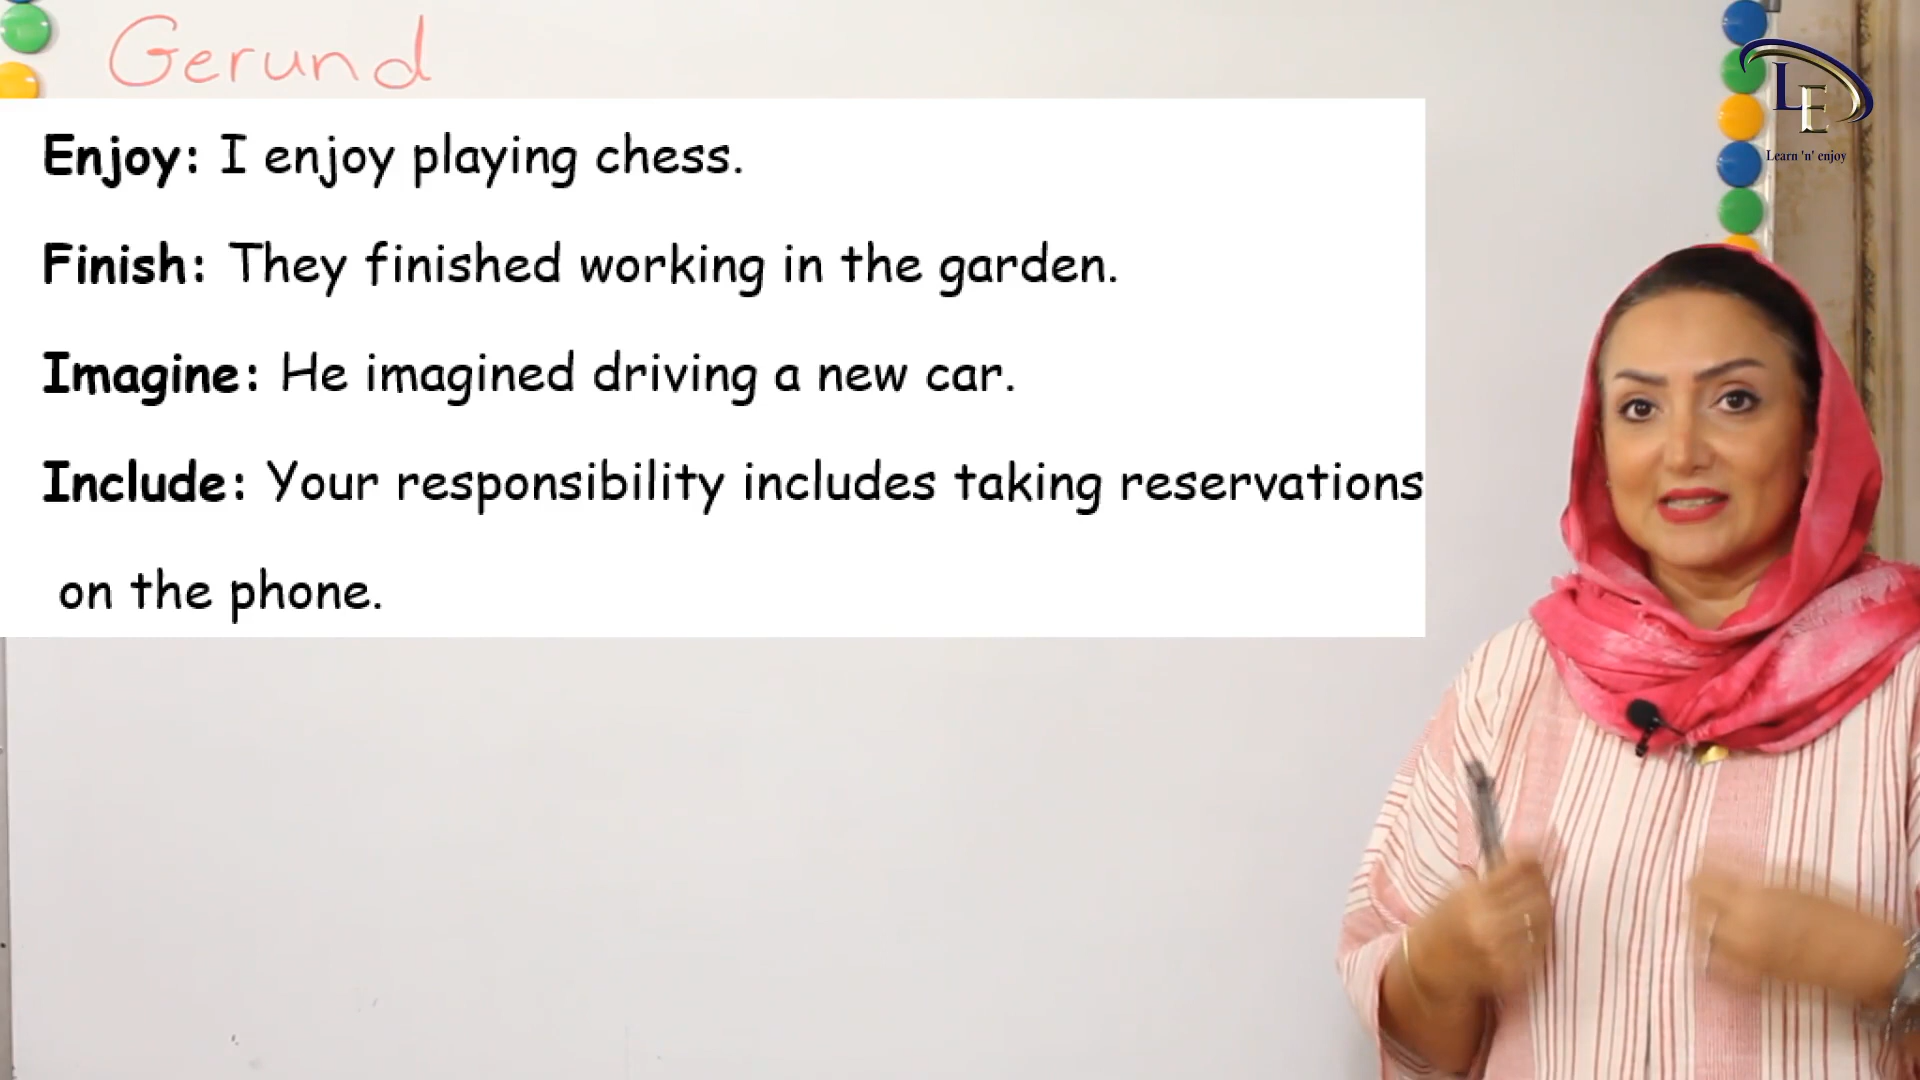 Gerund
LE
Learn 'n' enjoy
Enjoy: I enjoy playing chess.
Finish: They finished working in the garden.
Imagine: He imagined driving a new car.
Include: Your responsibility includes taking reservations
on the phone.